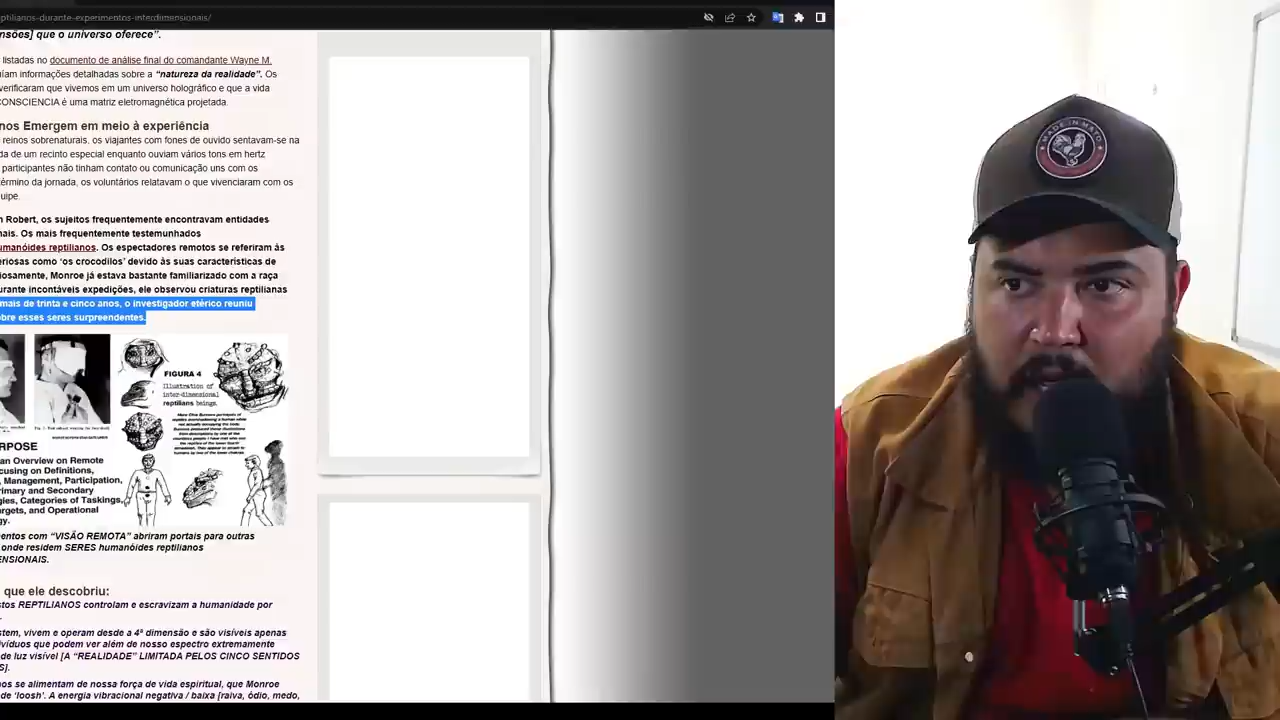 ptilianos-durante-experimentos-interdimensionais/
nsões] que o universo oferece”.
listadas no documento de análise final do comandante Wayne M.
íam informações detalhadas sobre a “natureza da realidade”. Os
verificaram que vivemos em um universo holográfico e que a vida
CONSCIENCIA é uma matriz eletromagnética projetada.
nos Emergem em meio à experiência
reinos sobrenaturais, os viajantes com fones de ouvido sentavam-se na
da de um recinto especial enquanto ouviam vários tons em hertz
participantes não tinham contato ou comunicação uns com os
érmino da jornada, os voluntários relatavam o que vivenciaram com os
uipe.
n Robert, os sujeitos frequentemente encontravam entidades
nais. Os mais frequentemente testemunhados
umanóides reptilianos. Os espectadores remotos se referiram às
eriosas como ‘os crocodilos’ devido às suas características de
iosamente, Monroe já estava bastante familiarizado com a raça
urante incontáveis expedições, ele observou criaturas reptilianas
mais de trinta e cinco anos, o investigador etérico reuniu
obre esses seres surpreendentes.
FIGURA 4
Illustration of
inter-dimensional
reptilians beings.
RPOSE
an Overview on Remote
cusing on Definitions,
, Management, Participation,
rimary and Secondary
gies, Categories of Taskings,
argets, and Operational
gy.
entos com “VISÃO REMOTA” abriram portais para outras
onde residem SERES humanóides reptilianos
ENSIONAIS.
que ele descobriu:
stos REPTILIANOS controlam e escravizam a humanidade por
stem, vivem e operam desde a 4ª dimensão e são visíveis apenas
ivíduos que podem ver além de nosso espectro extremamente
de luz visível [A “REALIDADE” LIMITADA PELOS CINCO SENTIDOS
S].
nos se alimentam de nossa força de vida espiritual, que Monroe
de ‘loosh’. A energia vibracional negativa / baixa [raiva, ódio, medo,
MADE IN MATO